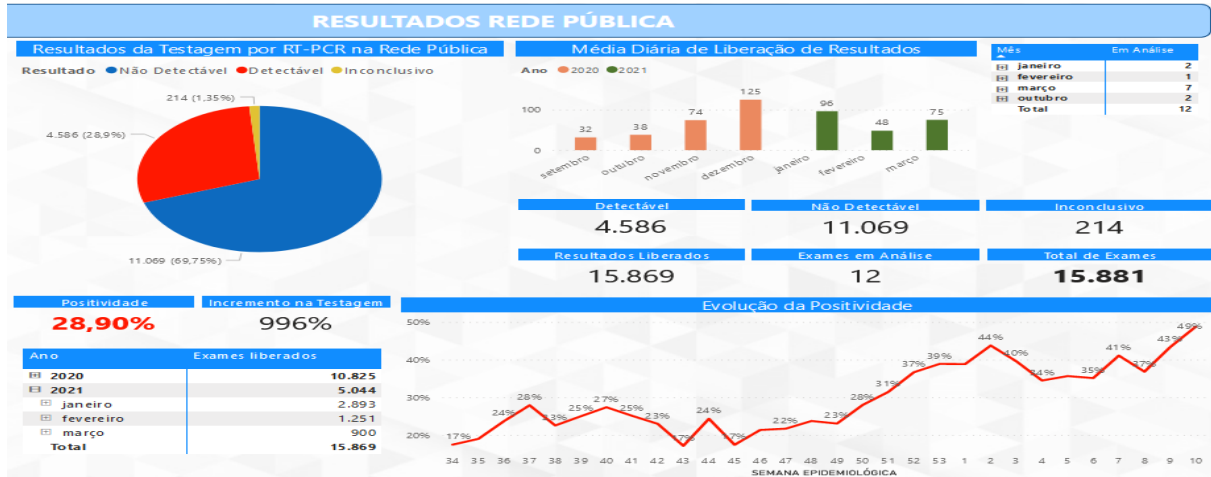 RESULTADOS REDE PÚBLICA
Resultados da Testagem por RT-PCR na Rede Pública
Resultado Não Detectável Detectável Inconclusivo
214 (1,35%)
4.586 (28,9%)
11.069 (69,75%)
Média Diária de Liberação de Resultados
Ano 2020 2021
100
0
32
38
74
125
96
48
75
setembro
outubro
novembro
dezembro
janeiro
fevereiro
março
Mês Em Análise
janeiro 2
fevereiro 1
março 7
outubro 2
Total 12
Detectável Não Detectável Inconclusivo
4.586 11.069 214
Resultados Liberados Exames em Análise Total de Exames
15.869 12 15.881
Positividade Incremento na Testagem
28,90% 996%
Ano Exames liberados
2020 10.825
2021 5.044
janeiro 2.893
fevereiro 1.251
março 900
Total 15.869
Evolução da Positividade
50%
40%
30%
20%
17% 24% 28% 23% 25% 27% 25% 23% 17% 24% 17% 22% 23% 28% 31% 37% 39% 44% 40% 34% 35% 41% 37% 43% 49%
34 35 36 37 38 39 40 41 42 43 44 45 46 47 48 49 50 51 52 53 1 2 3 4 5 6 7 8 9 10
SEMANA EPIDEMIOLÓGICA